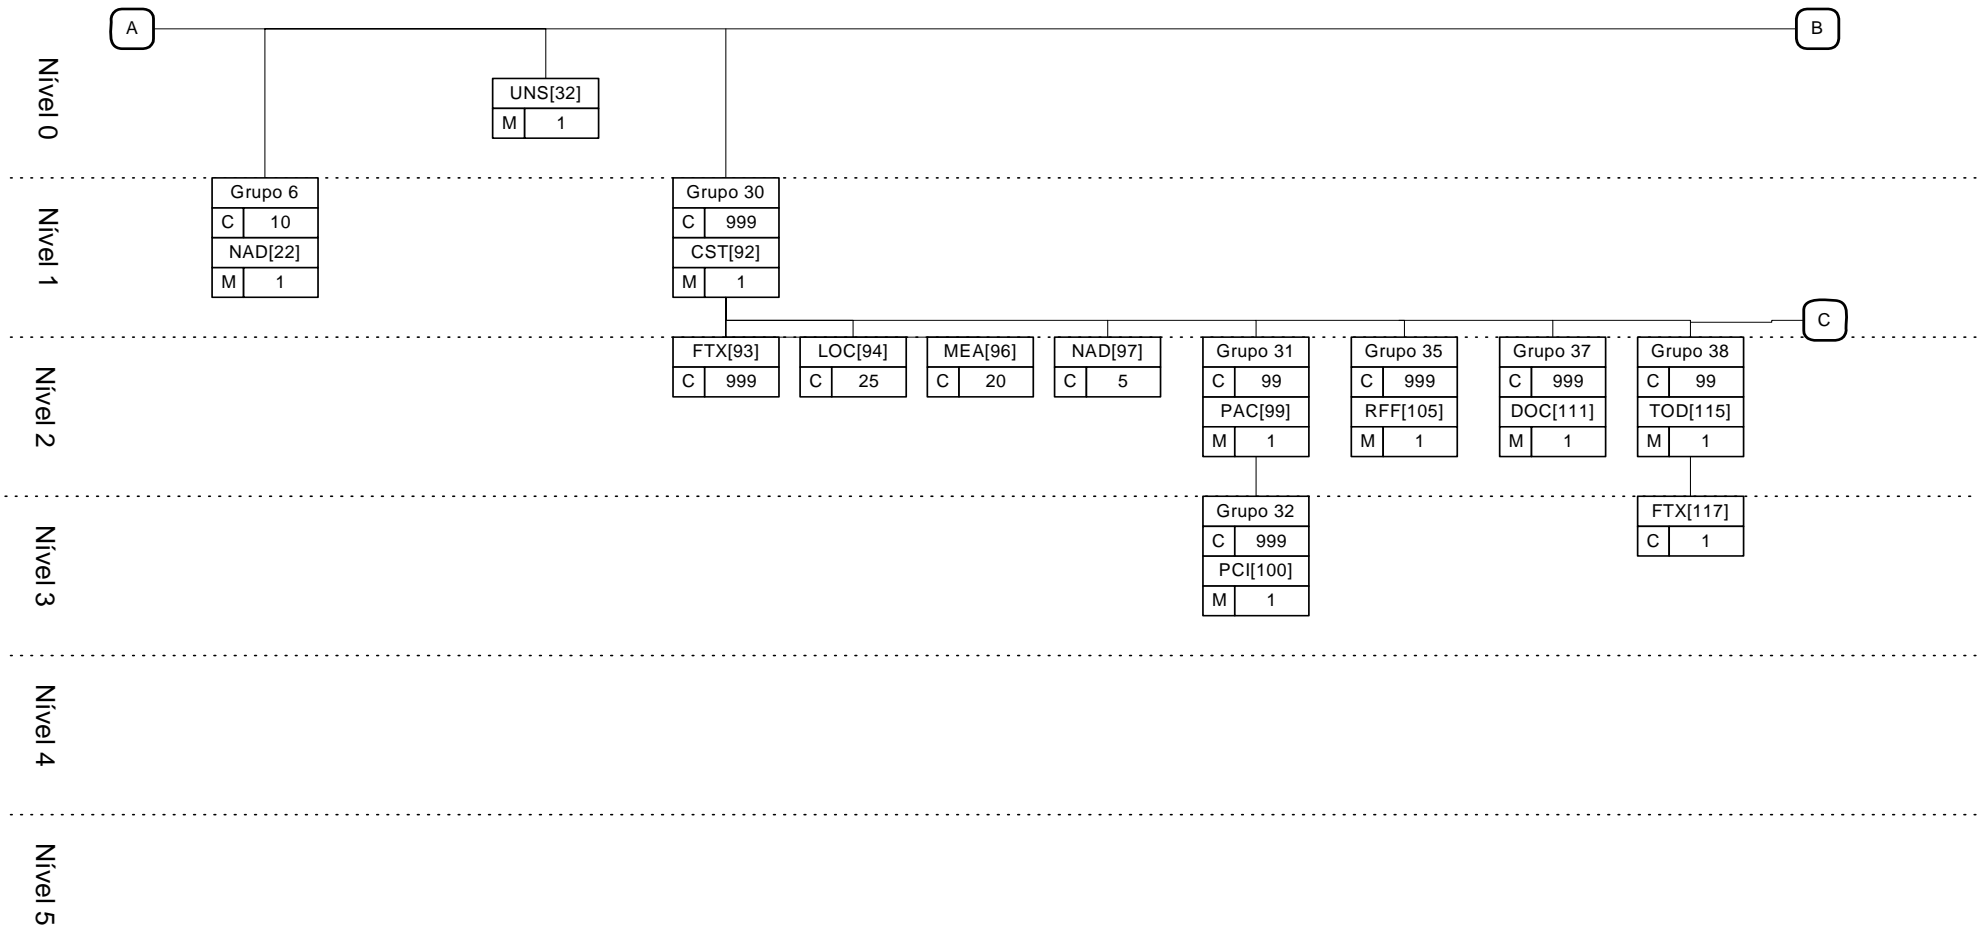 A
B
Nível 0
UNS[32]
M 1
Nível 1
Grupo 6
C 10
NAD[22]
M 1
Grupo 30
C 999
CST[92]
M 1
C
Nível 2
FTX[93]
C 999
LOC[94]
C 25
MEA[96]
C 20
NAD[97]
C 5
Grupo 31
C 99
PAC[99]
M 1
Grupo 35
C 999
RFF[105]
M 1
Grupo 37
C 999
DOC[111]
M 1
Grupo 38
C 99
TOD[115]
M 1
Nível 3
Grupo 32
C 999
PCI[100]
M 1
FTX[117]
C 1
Nível 4
Nível 5